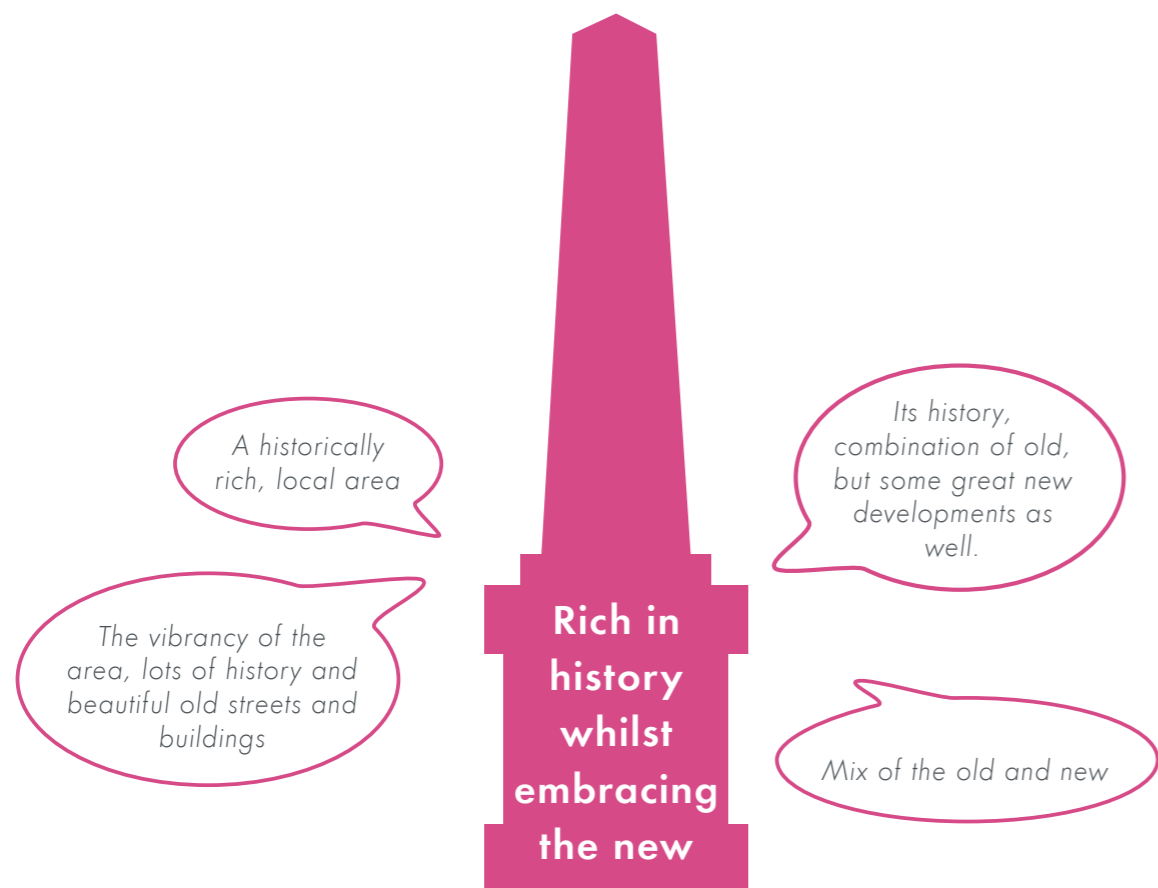 A historically
rich, local area
Its history,
combination of old,
but some great new
developments as
well.
The vibrancy of the
area, lots of history and
beautiful old streets and
buildings
Rich in
history
whilst
embracing
the new
Mix of the old and new